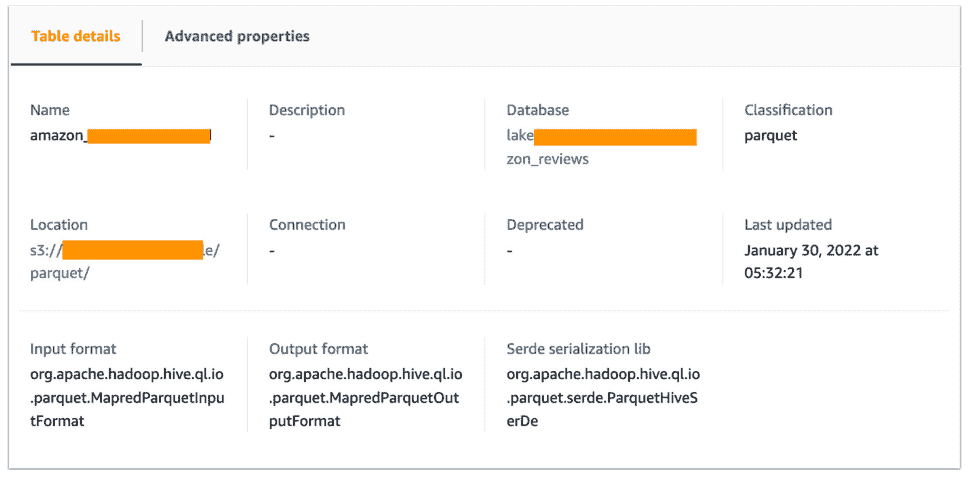 Table details
Advanced properties
Name
Description
Database
Classification
amazon_
-
lake
parquet
zon_reviews
Location
Connection
Deprecated
Last updated
s3://
e/
-
-
January 30, 2022 at
parquet/
05:32:21
Input format
Output format
Serde serialization lib
org.apache.hadoop.hive.ql.io
org.apache.hadoop.hive.ql.io
org.apache.hadoop.hive.ql.io
.parquet.MapredParquetInpu
.parquet.MapredParquetOut
.parquet.serde.ParquetHiveS
tFormat
putFormat
erDe